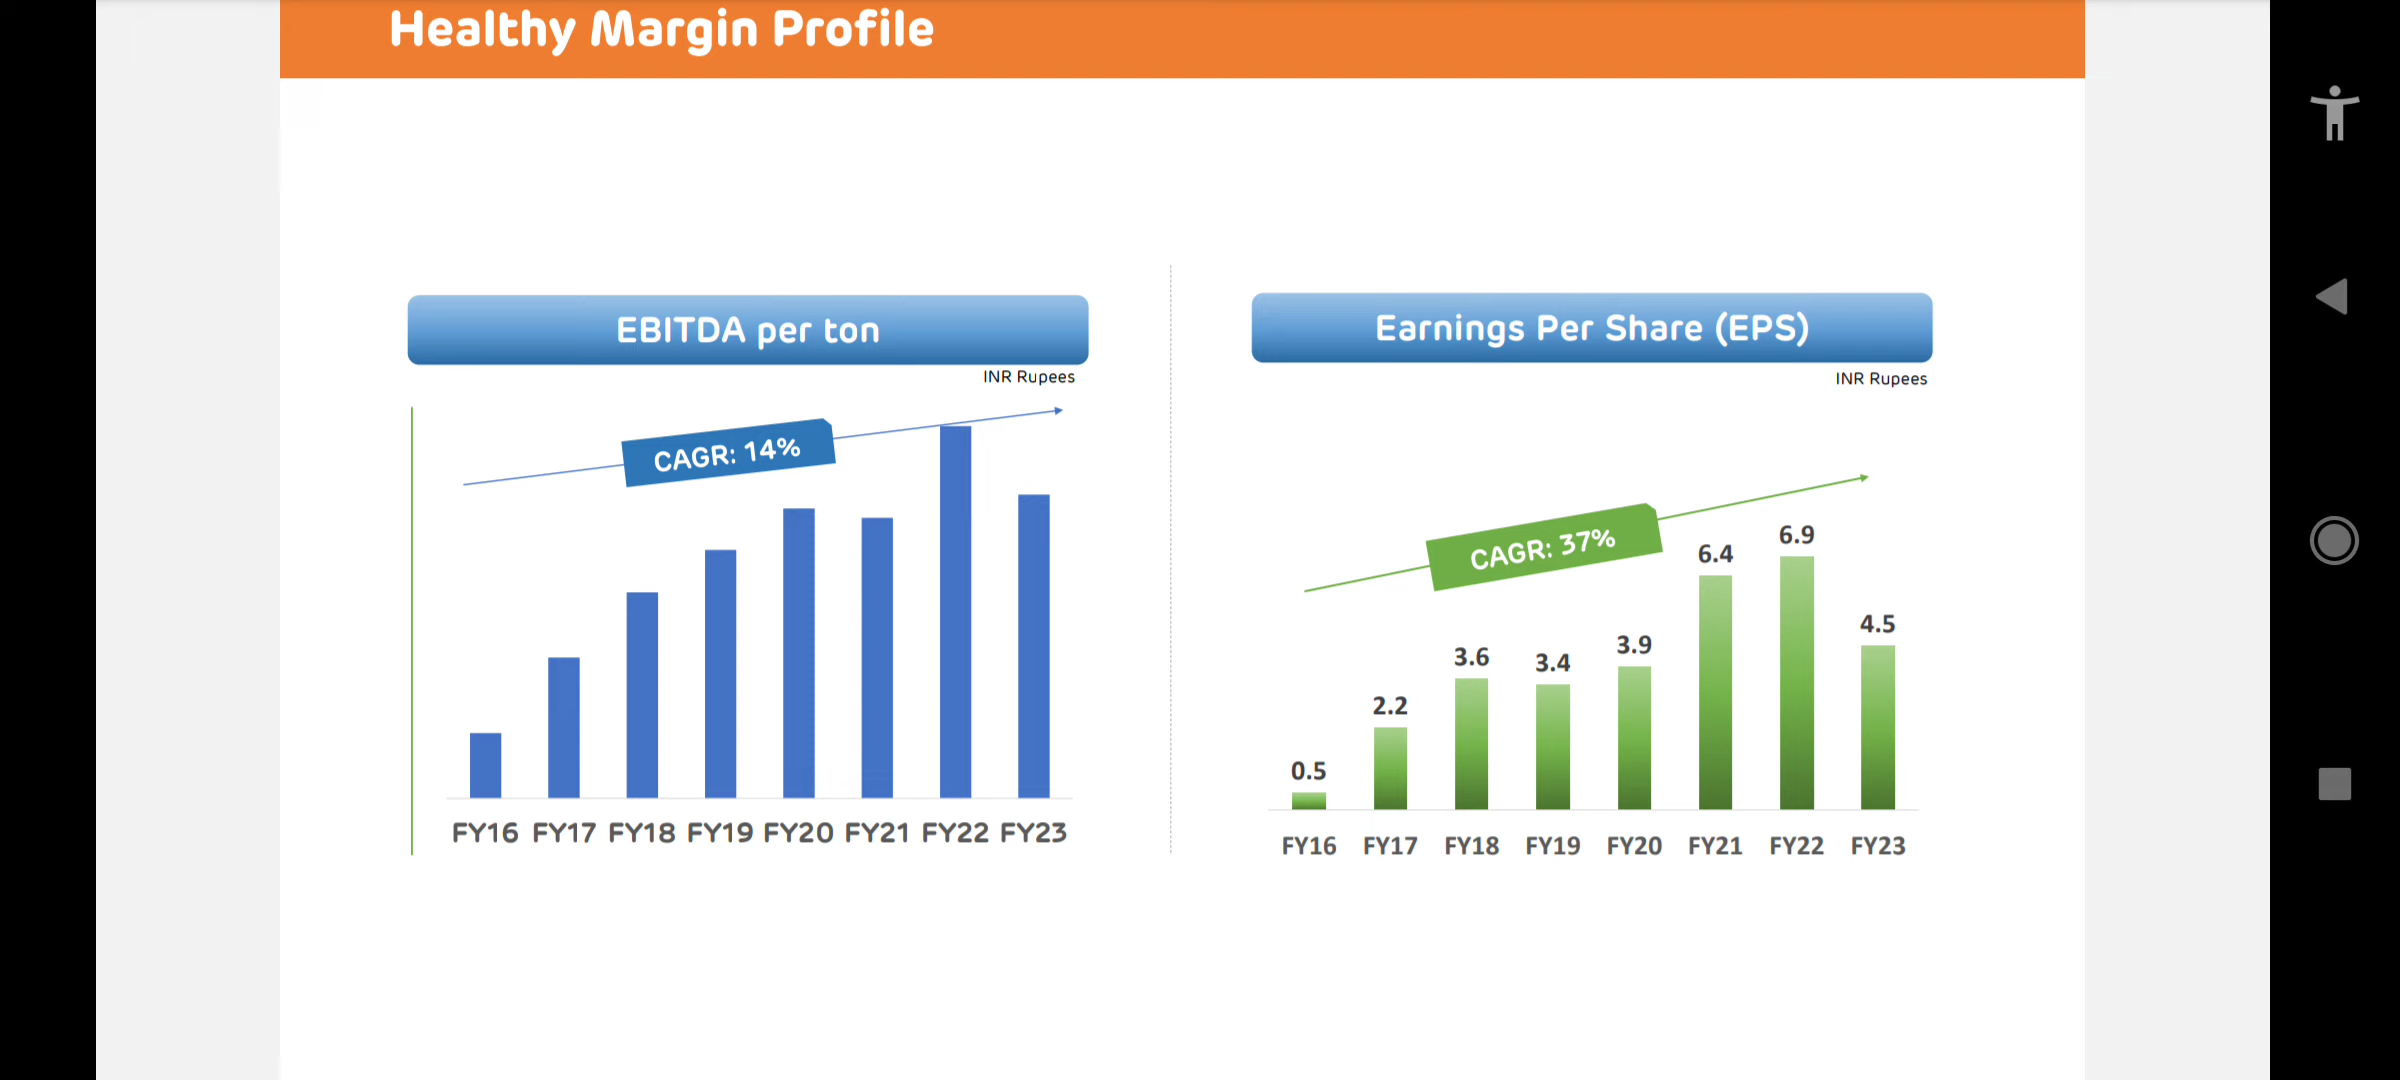 Healthy Margin Profile
EBITDA per ton
INR Rupees
CAGR: 14%
FY16 FY17 FY18 FY19 FY20 FY21 FY22 FY23
Earnings Per Share (EPS)
INR Rupees
CAGR: 37%
0.5 2.2 3.6 3.4 3.9 6.4 6.9 4.5
FY16 FY17 FY18 FY19 FY20 FY21 FY22 FY23